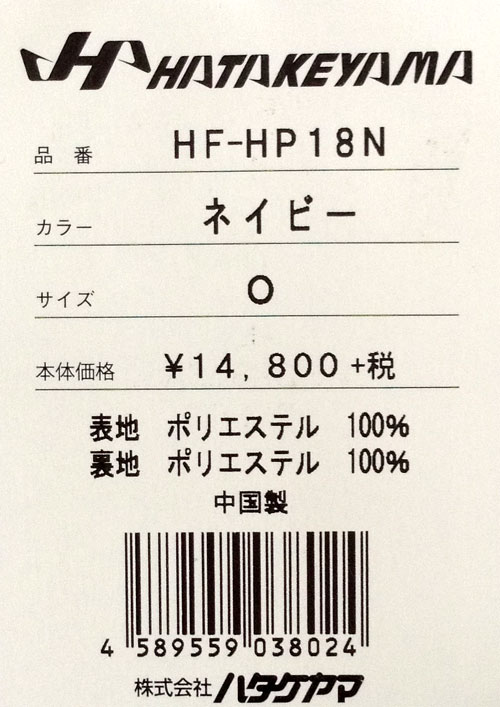 HATAKEYAMA
品番 HF-HP18N
カラー ネイビー
サイズ O
本体価格 ¥14,800+税
表地 ポリエステル 100%
裏地 ポリエステル 100%
中国製
4 589559 038024
株式会社ハタケヤマ